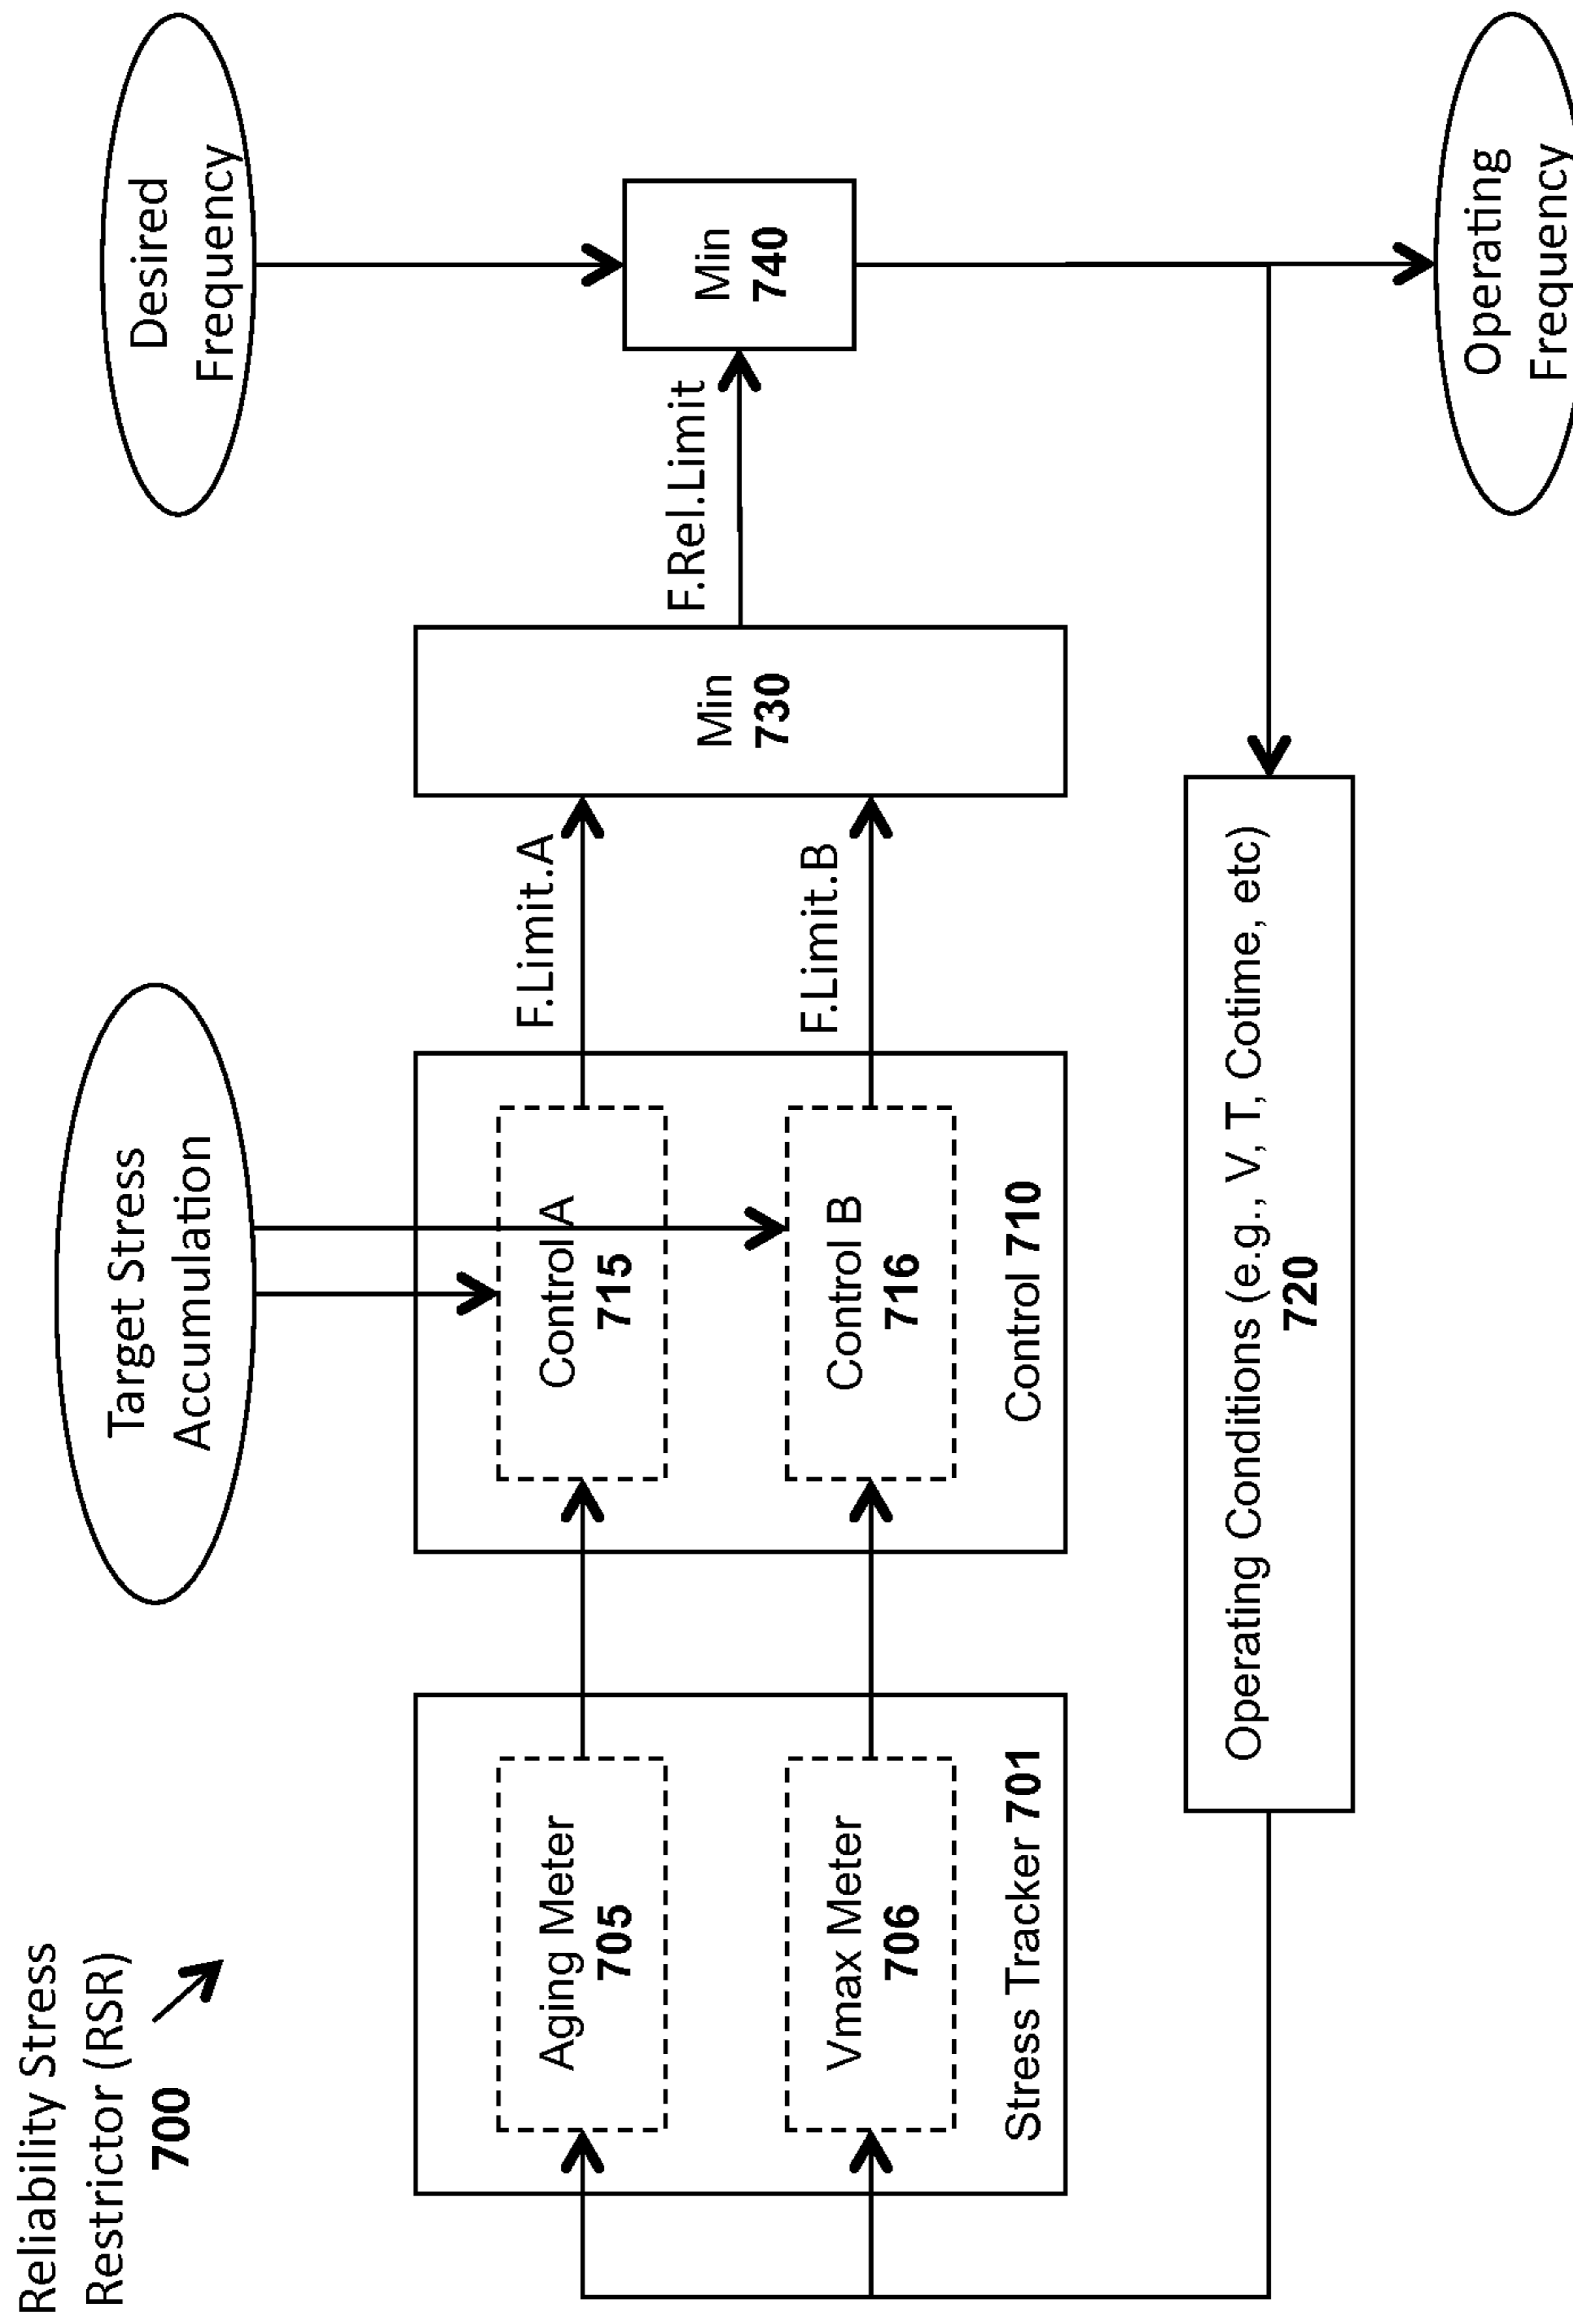 Reliability Stress
Restrictor (RSR)
700
Target Stress
Accumulation
Desired
Frequency
Aging Meter
705
Vmax Meter
706
Stress Tracker 701
Control A
715
Control B
716
Control 710
F.Limit.A
F.Limit.B
Min
730
F.Rel.Limit
Min
740
Operating Conditions (e.g., V, T, Cotime, etc)
720
Operating
Frequency